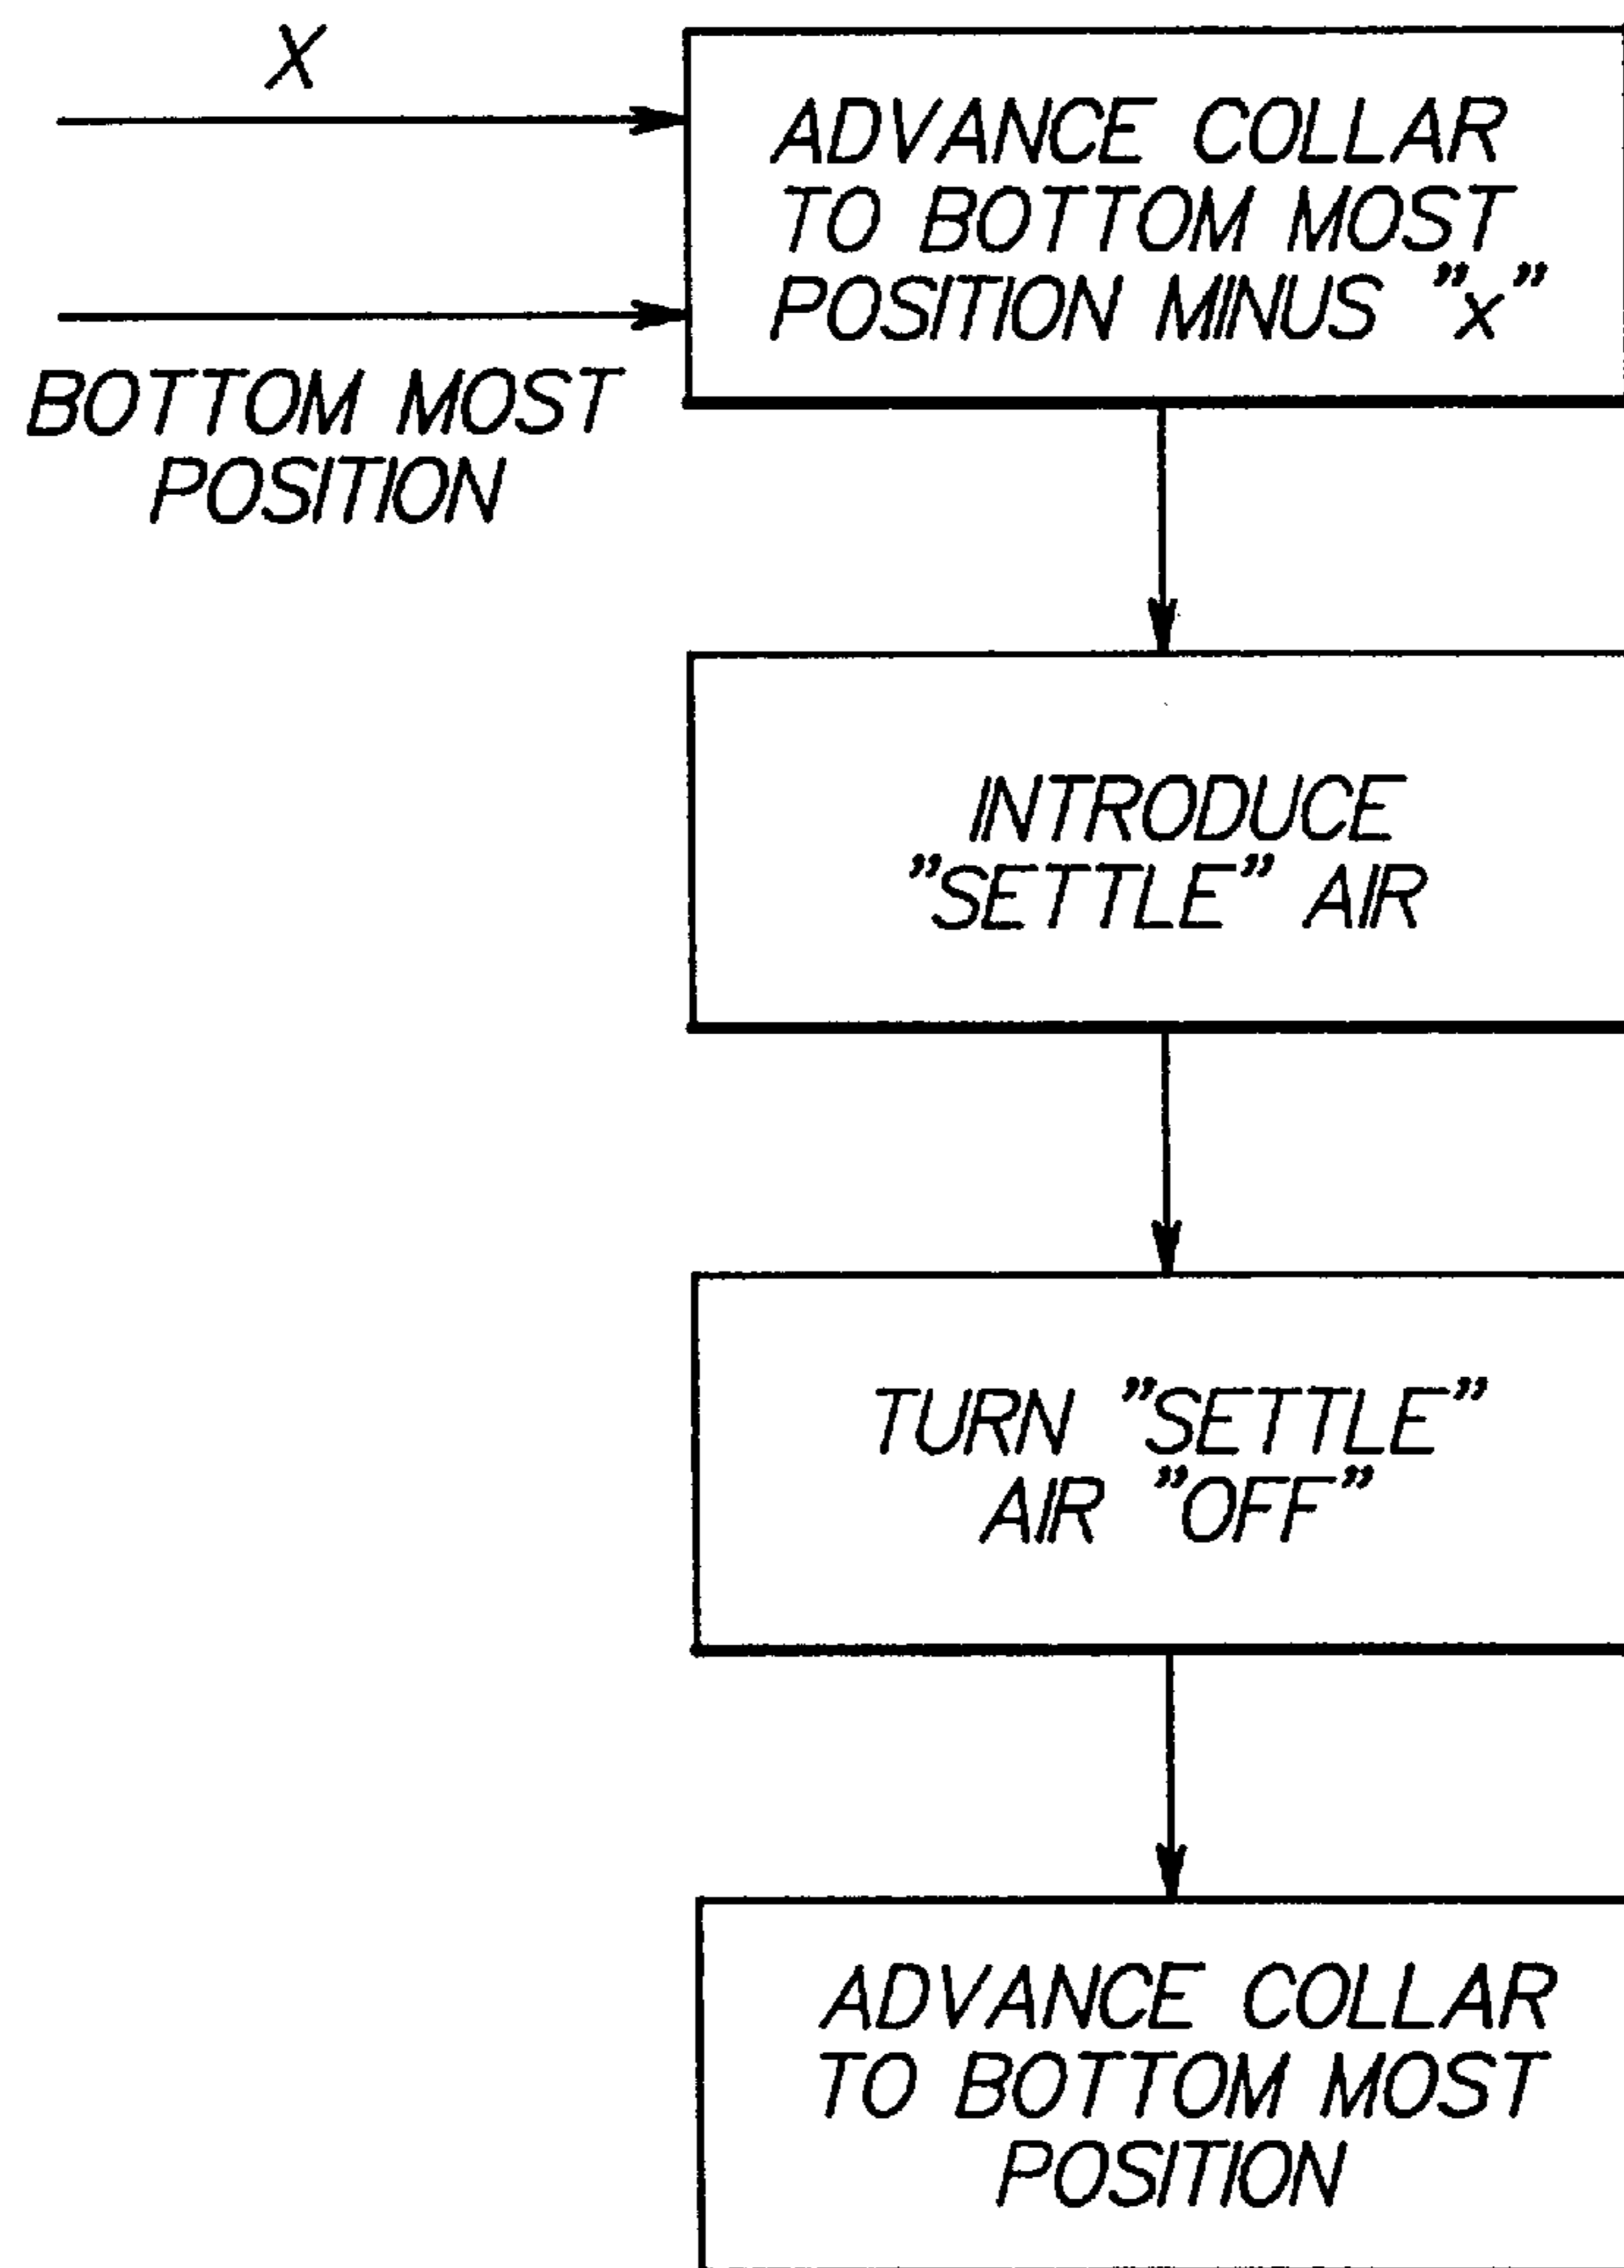 X
ADVANCE COLLAR
TO BOTTOM MOST
POSITION MINUS "x"
BOTTOM MOST
POSITION
INTRODUCE
"SETTLE" AIR
TURN "SETTLE"
AIR "OFF"
ADVANCE COLLAR
TO BOTTOM MOST
POSITION